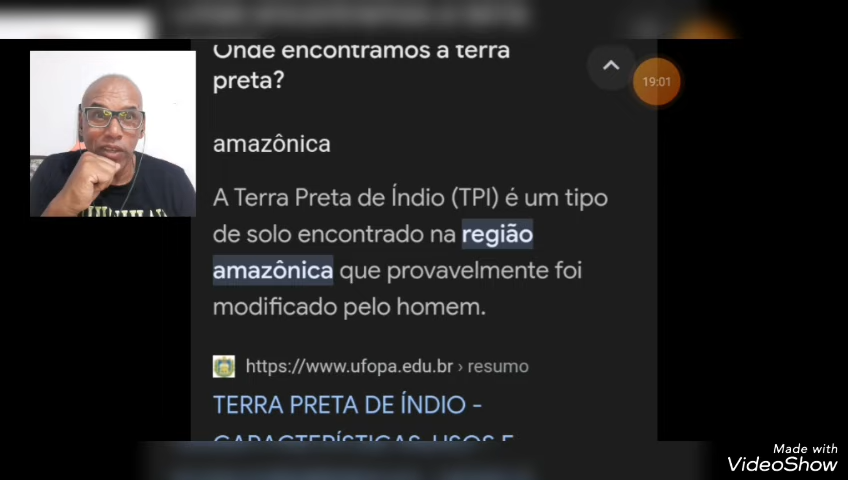 Onde encontramos a terra
preta?
19:01
amazônica
A Terra Preta de Índio (TPI) é um tipo
de solo encontrado na região
amazônica que provavelmente foi
modificado pelo homem.
https://www.ufopa.edu.br › resumo
TERRA PRETA DE ÍNDIO -
CARACTERÍSTICAS, USOS E
Made with
VideoShow